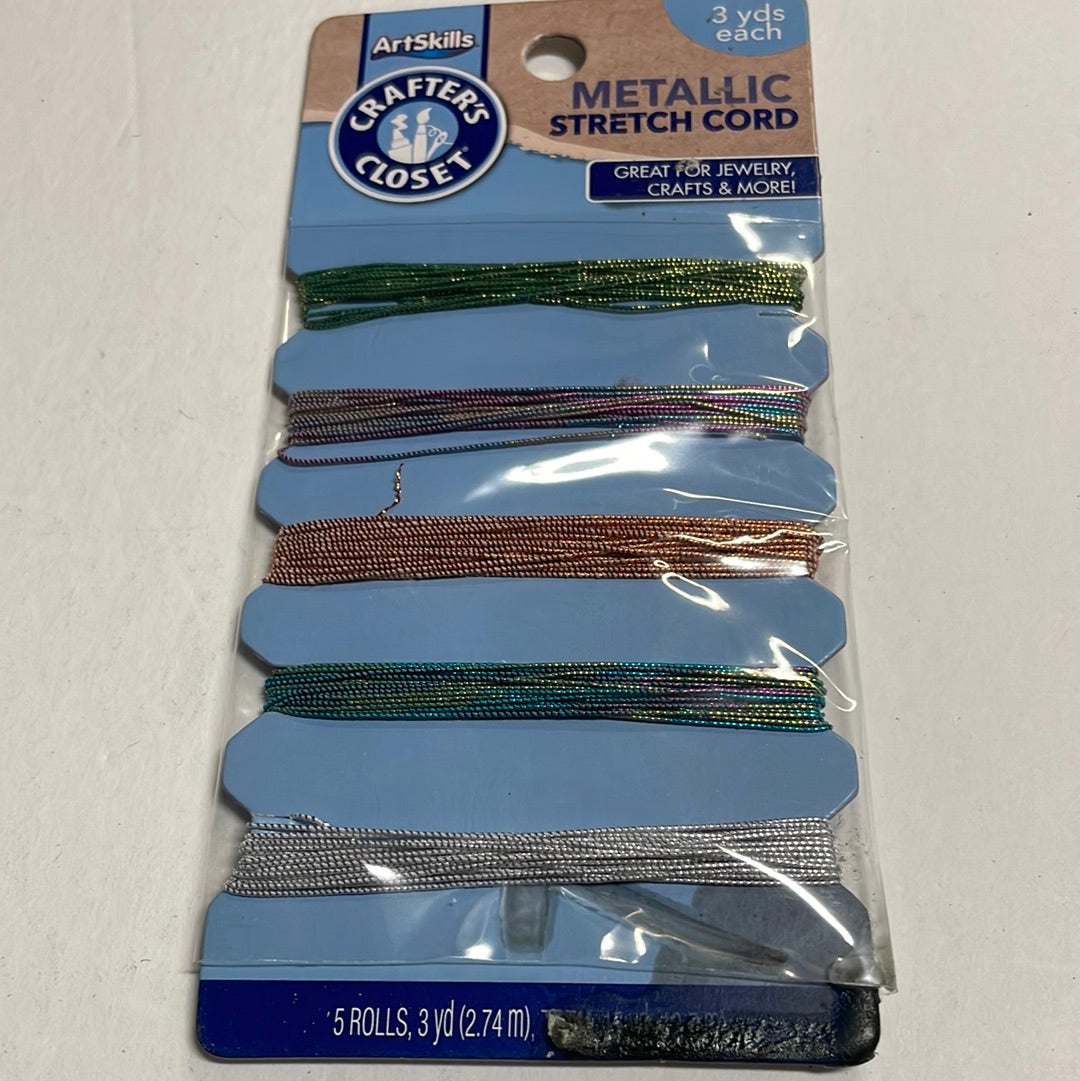 ArtSkills
CRAFTER'S
CLOSET
3 yds
each
METALLIC
STRETCH CORD
GREAT FOR JEWELRY,
CRAFTS & MORE!
5 ROLLS, 3 yd (2.74 m),